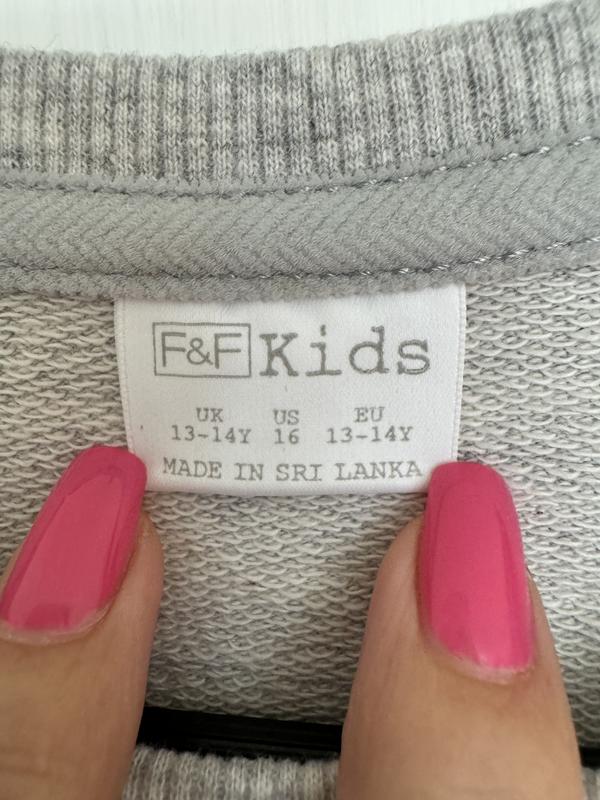 F&F Kids
UK US EU
13-14Y 16 13-14Y
MADE IN SRI LANKA